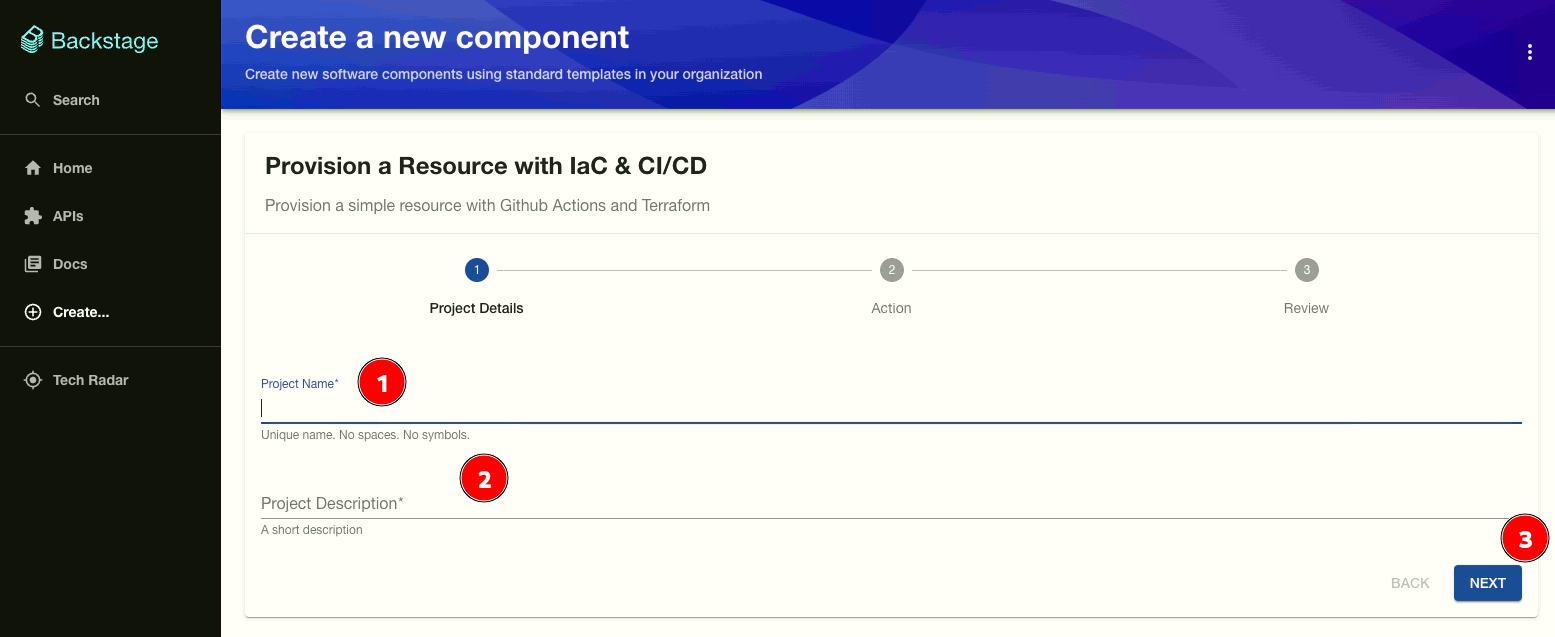 Backstage
Search
Home
APIs
Docs
Create...
Tech Radar
Create a new component
Create new software components using standard templates in your organization
Provision a Resource with IaC & CI/CD
Provision a simple resource with Github Actions and Terraform
1
2
3
Project Details
Action
Review
Project Name*
1
Unique name. No spaces. No symbols.
2
Project Description*
A short description
3
BACK
NEXT